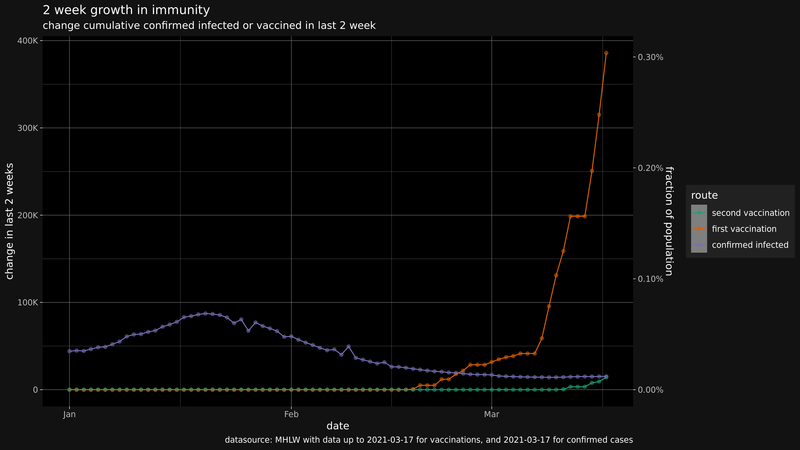 2 week growth in immunity
change cumulative confirmed infected or vaccined in last 2 week
400K
300K
200K
100K
0
change in last 2 weeks
0.30%
0.20%
0.10%
0.00%
fraction of population
route
second vaccination
first vaccination
confirmed infected
Jan
Feb
Mar
date
datasource: MHLW with data up to 2021-03-17 for vaccinations, and 2021-03-17 for confirmed cases